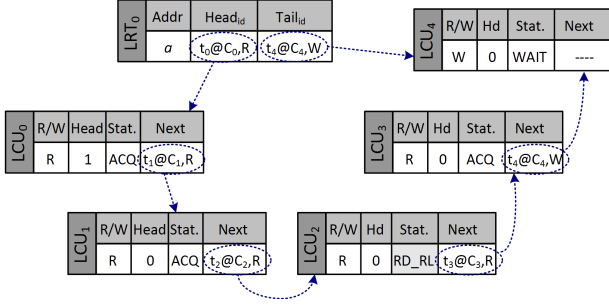 LRT0 Addr Headid Tailid
a t0@C0,R t4@C4,W
LCU4 R/W Hd Stat. Next
W 0 WAIT ----
LCU0 R/W Head Stat. Next
R 1 ACQ t1@C1,R
LCU3 R/W Hd Stat. Next
R 0 ACQ t4@C4,W
LCU1 R/W Head Stat. Next
R 0 ACQ t2@C2,R
LCU2 R/W Hd Stat. Next
R 0 RD_RL t3@C3,R